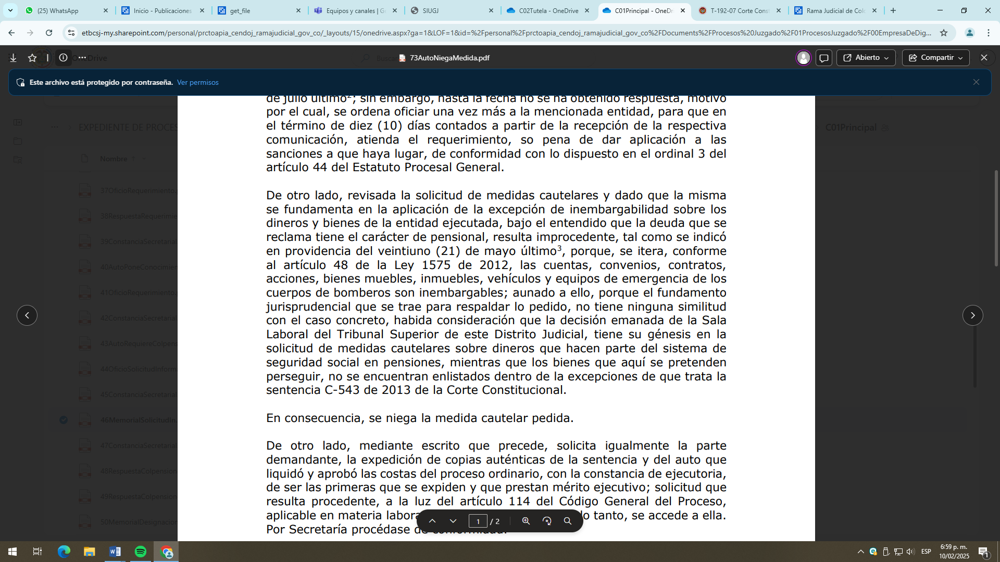 (25) WhatsApp
Inicio - Publicaciones
get_file
Equipos y canales | G
SIUGJ
C02Tutela - OneDrive
C01Principal - OneDr
T-192-07 Corte Cons
Rama Judicial de Col
etbcsj-my.sharepoint.com/personal/prctoapia_cendoj_ramajudicial_gov_co/_layouts/15/onedrive.aspx?ga=1&LOF=1&id=%2Fpersonal%2Fprctoapia_cendoj_ramajudicial_gov_co%2FDocuments%2FProcesos%20Juzgado%2F01ProcesosJuzgado%2F00EmpresaDeDig...
OneDrive
Buscar
73AutoNiegaMedida.pdf
Abierto
Compartir
Este archivo está protegido por contraseña. Ver permisos
EXPEDIENTE DE PROCES
C01Principal
Nombre
37OficioRequerimiento.
38RespuestaRequerimie
39ConstanciaSecretarial
40AutoPoneConocimien
41OficioRequerimiento.
42ConstanciaSecretarial
43AutoRequiereColpens
44OficioSolicitudInform
45ConstanciaSecretarial
46MemorialSolicitudIn
47ConstanciaSecretarial
48RespuestaColpension
49RespuestaColpension
50MemorialDesignacion
de julio último2; sin embargo, hasta la fecha no se ha obtenido respuesta, motivo
por el cual, se ordena oficiar una vez más a la mencionada entidad, para que en
el término de diez (10) días contados a partir de la recepción de la respectiva
comunicación, atienda el requerimiento, so pena de dar aplicación a las
sanciones a que haya lugar, de conformidad con lo dispuesto en el ordinal 3 del
artículo 44 del Estatuto Procesal General.
De otro lado, revisada la solicitud de medidas cautelares y dado que la misma
se fundamenta en la aplicación de la excepción de inembargabilidad sobre los
dineros y bienes de la entidad ejecutada, bajo el entendido que la deuda que se
reclama tiene el carácter de pensional, resulta improcedente, tal como se indicó
en providencia del veintiuno (21) de mayo último3, porque, se itera, conforme
al artículo 48 de la Ley 1575 de 2012, las cuentas, convenios, contratos,
acciones, bienes muebles, inmuebles, vehículos y equipos de emergencia de los
cuerpos de bomberos son inembargables; aunado a ello, porque el fundamento
jurisprudencial que se trae para respaldar lo pedido, no tiene ninguna similitud
con el caso concreto, habida consideración que la decisión emanada de la Sala
Laboral del Tribunal Superior de este Distrito Judicial, tiene su génesis en la
solicitud de medidas cautelares sobre dineros que hacen parte del sistema de
seguridad social en pensiones, mientras que los bienes que aquí se pretenden
perseguir, no se encuentran enlistados dentro de la excepciones de que trata la
sentencia C-543 de 2013 de la Corte Constitucional.
En consecuencia, se niega la medida cautelar pedida.
De otro lado, mediante escrito que precede, solicita igualmente la parte
demandante, la expedición de copias auténticas de la sentencia y del auto que
liquidó y aprobó las costas del proceso ordinario, con la constancia de ejecutoria,
de ser las primeras que se expiden y que prestan mérito ejecutivo; solicitud que
resulta procedente, a la luz del artículo 114 del Código General del Proceso,
aplicable en materia labora lo tanto, se accede a ella.
Por Secretaría procédase de conformidad.
1 / 2
ESP
6:59 p. m.
10/02/2025
1